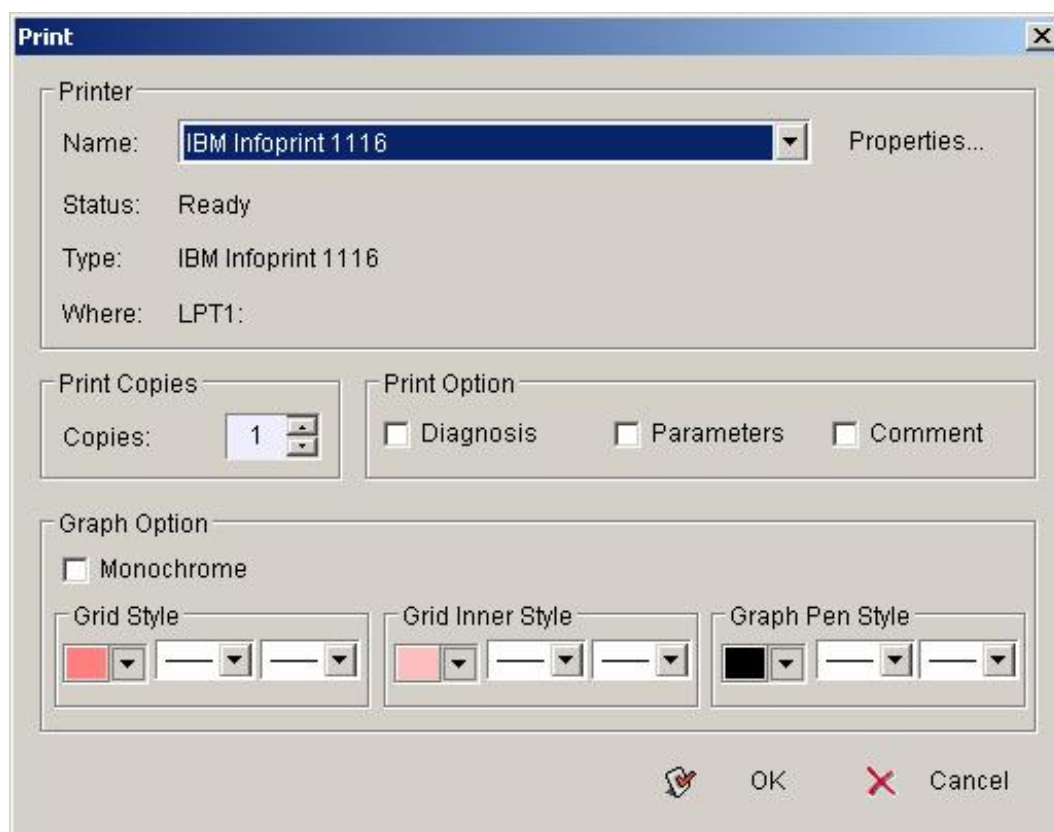 Print
Printer
Name: IBM Infoprint 1116 Properties...
Status: Ready
Type: IBM Infoprint 1116
Where: LPT1:
Print Copies Print Option
Copies: 1 Diagnosis Parameters Comment
Graph Option
Monochrome
Grid Style Grid Inner Style Graph Pen Style
OK Cancel